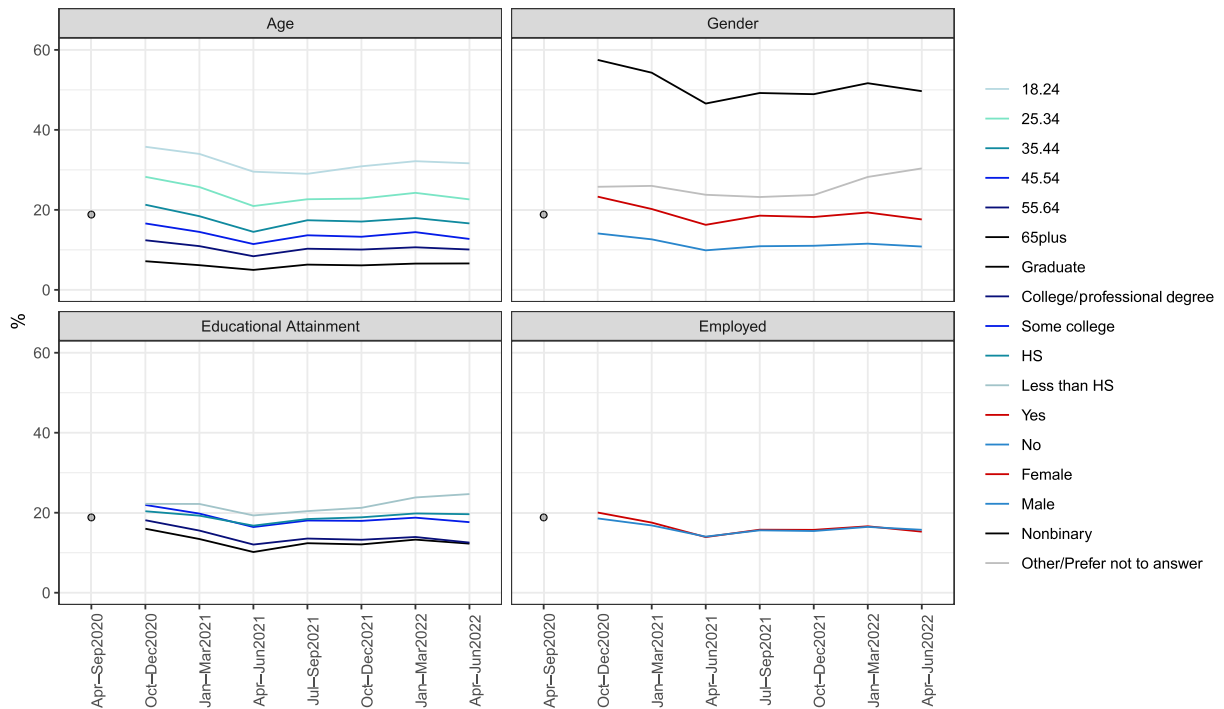 Age
Gender
60
40
20
0
%
Educational Attainment
Employed
60
40
20
0
Apr–Sep2020
Oct–Dec2020
Jan–Mar2021
Apr–Jun2021
Jul–Sep2021
Oct–Dec2021
Jan–Mar2022
Apr–Jun2022
Apr–Sep2020
Oct–Dec2020
Jan–Mar2021
Apr–Jun2021
Jul–Sep2021
Oct–Dec2021
Jan–Mar2022
Apr–Jun2022
18.24
25.34
35.44
45.54
55.64
65plus
Graduate
College/professional degree
Some college
HS
Less than HS
Yes
No
Female
Male
Nonbinary
Other/Prefer not to answer